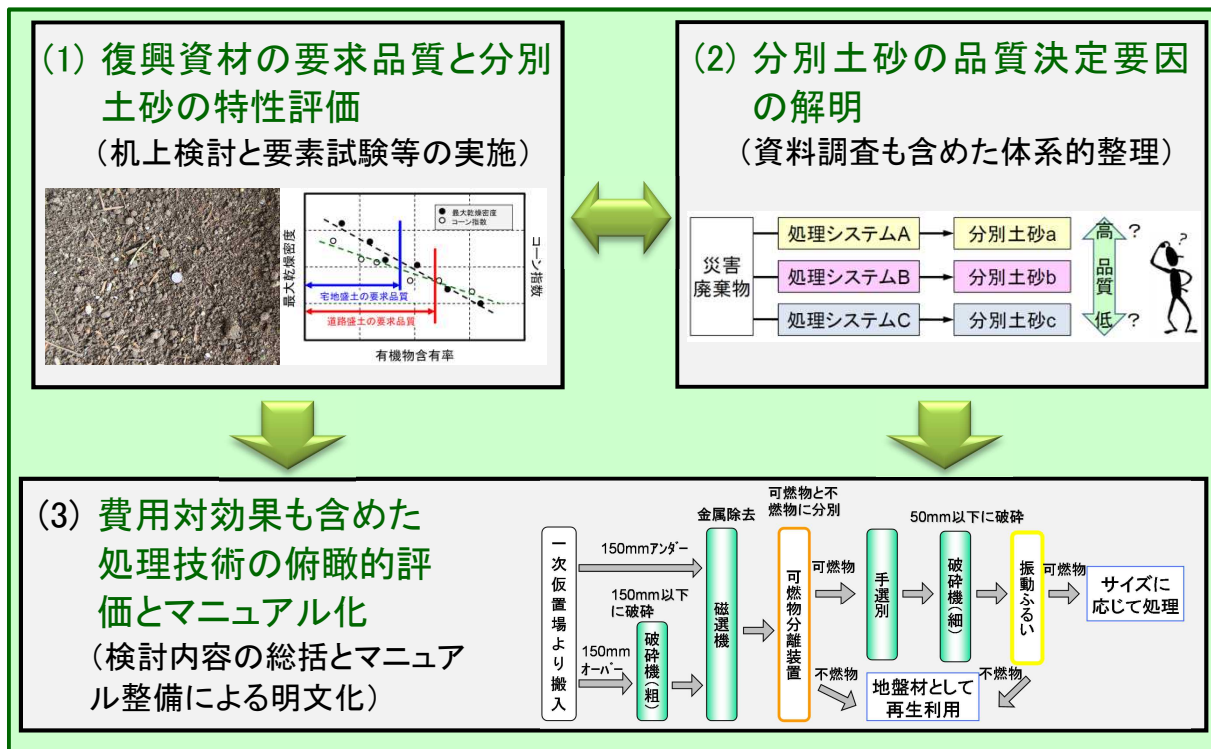 (1) 復興資材の要求品質と分別
土砂の特性評価
（机上検討と要素試験等の実施）
最大乾燥密度
コーン指数
最大乾燥密度
コーン指数
宅地盛土の要求品質
道路盛土の要求品質
有機物含有率
(2) 分別土砂の品質決定要因
の解明
（資料調査も含めた体系的整理）
災害
廃棄物
処理システムA
分別土砂a
処理システムB
分別土砂b
処理システムC
分別土砂c
高
品質
低
?
?
?
(3) 費用対効果も含めた
処理技術の俯瞰的評
価とマニュアル化
（検討内容の総括とマニュア
ル整備による明文化）
一次仮置場より搬入
150mmアンダー
150mm
オーバー
150mm以下
に破砕
破砕機(粗)
金属除去
磁選機
可燃物と不
燃物に分別
可燃物分離装置
可燃物
不燃物
手選別
50mm以下に破砕
破砕機(細)
振動ふるい
可燃物
不燃物
サイズに
応じて処理
地盤材として
再生利用